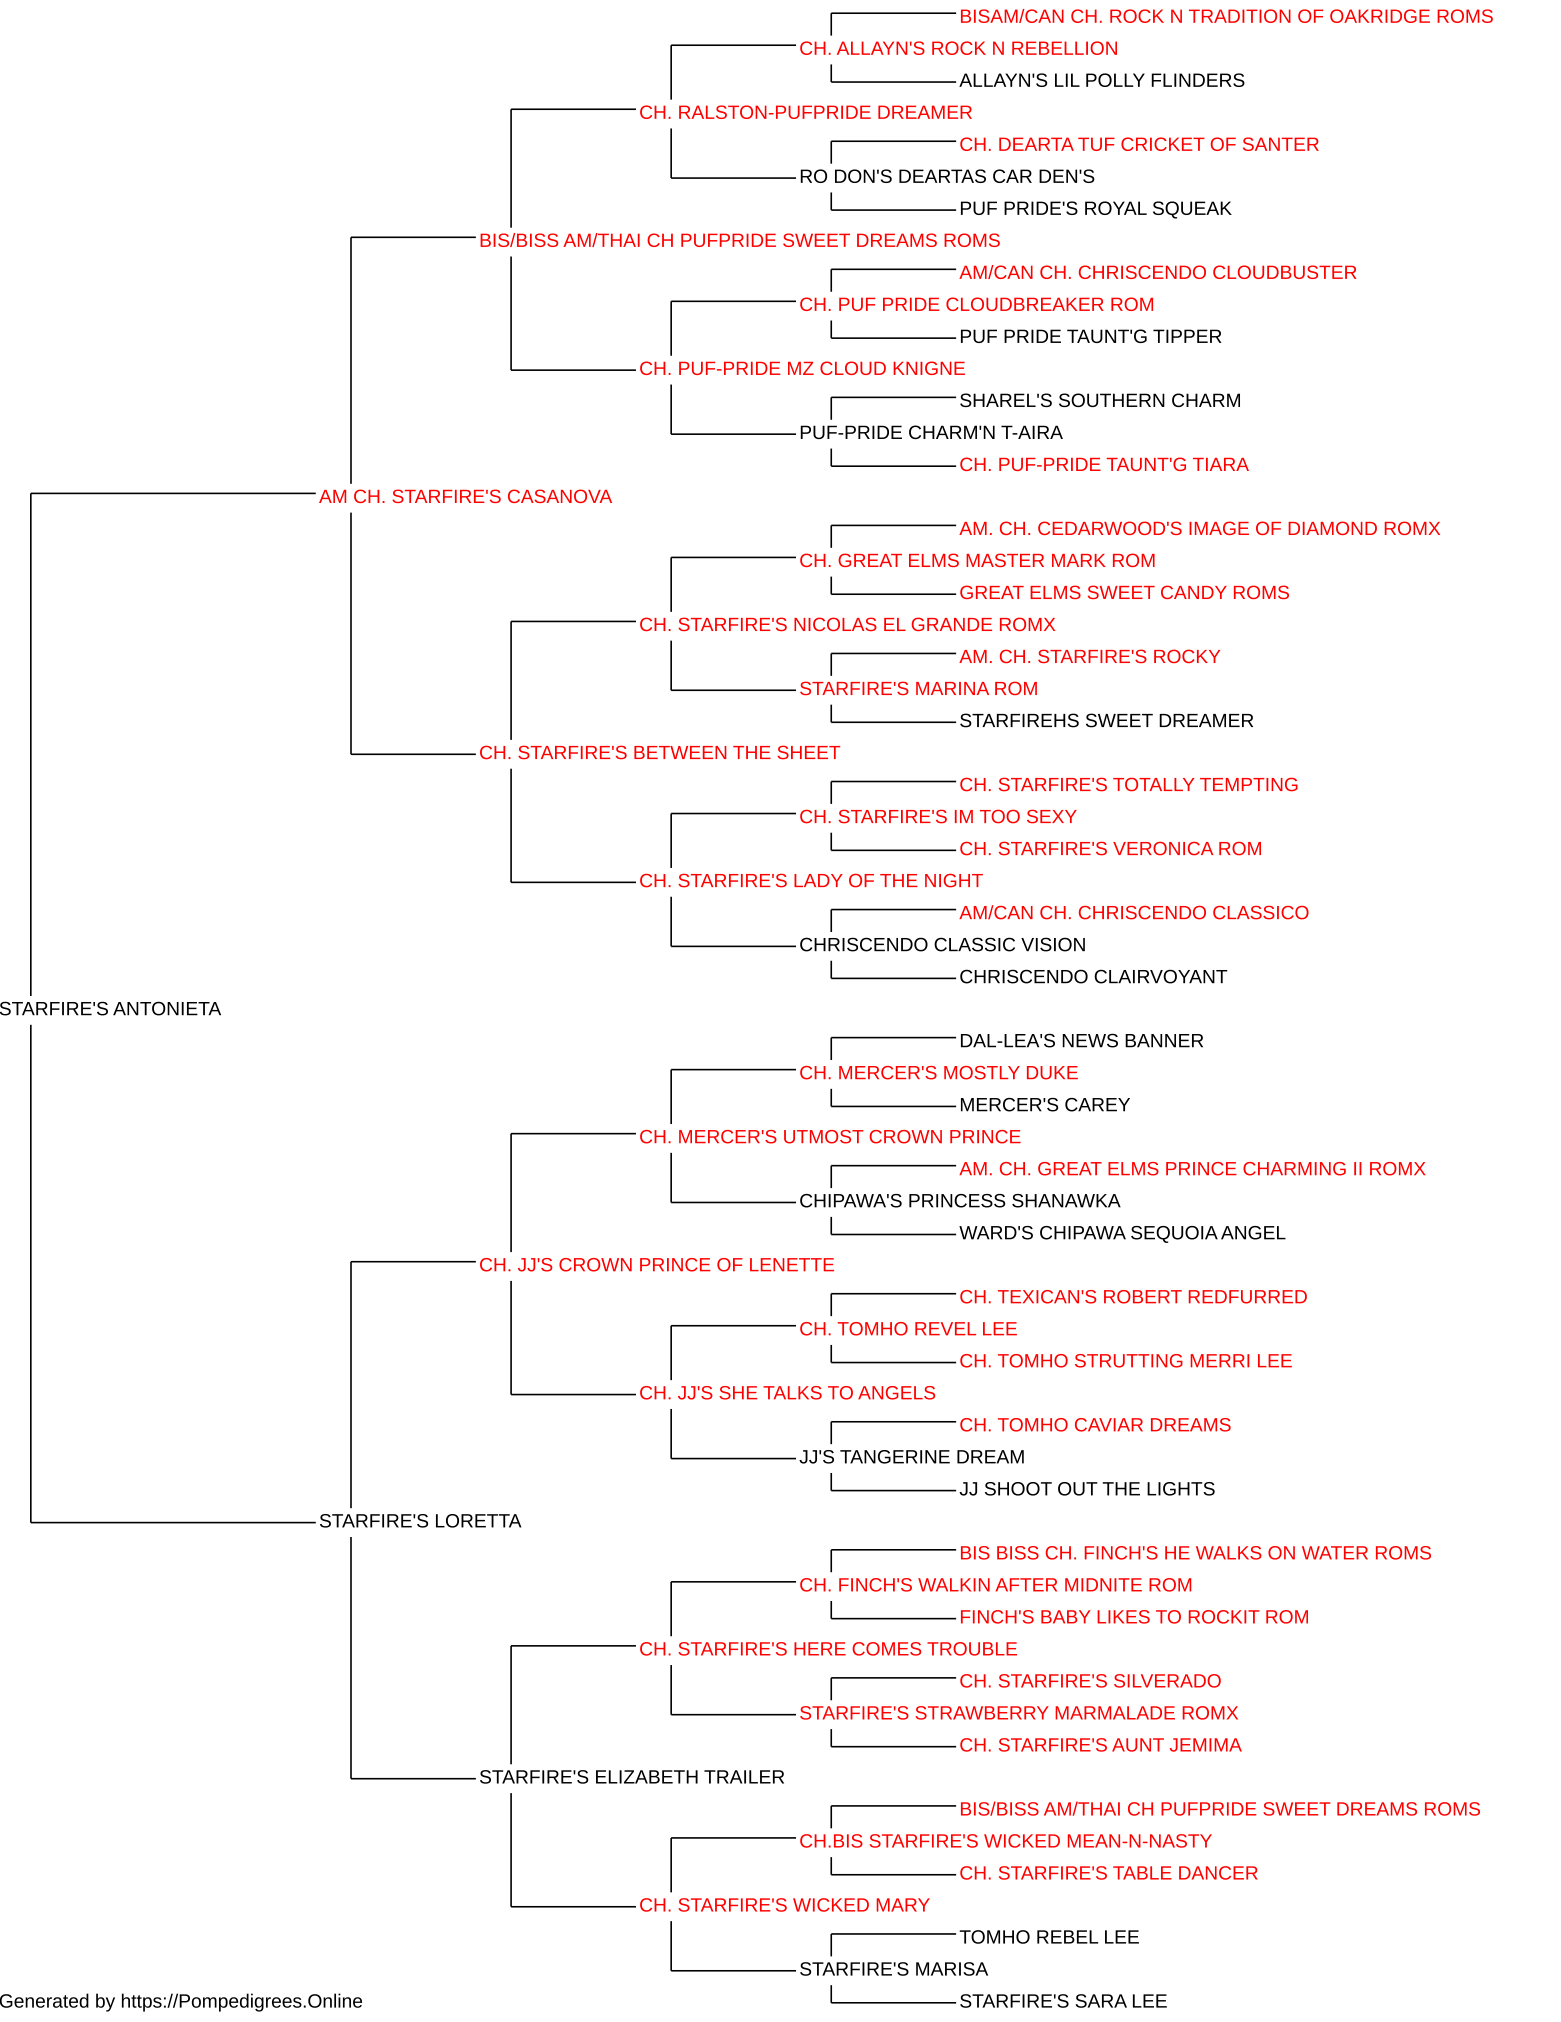 BISAM/CAN CH. ROCK N TRADITION OF OAKRIDGE ROMS
CH. ALLAYN'S ROCK N REBELLION
ALLAYN'S LIL POLLY FLINDERS
CH. RALSTON-PUFPRIDE DREAMER
CH. DEARTA TUF CRICKET OF SANTER
RO DON'S DEARTAS CAR DEN'S
PUF PRIDE'S ROYAL SQUEAK
BIS/BISS AM/THAI CH PUFPRIDE SWEET DREAMS ROMS
AM/CAN CH. CHRISCENDO CLOUDBUSTER
CH. PUF PRIDE CLOUDBREAKER ROM
PUF PRIDE TAUNT'G TIPPER
CH. PUF-PRIDE MZ CLOUD KNIGNE
SHAREL'S SOUTHERN CHARM
PUF-PRIDE CHARM'N T-AIRA
CH. PUF-PRIDE TAUNT'G TIARA
AM CH. STARFIRE'S CASANOVA
AM. CH. CEDARWOOD'S IMAGE OF DIAMOND ROMX
CH. GREAT ELMS MASTER MARK ROM
GREAT ELMS SWEET CANDY ROMS
CH. STARFIRE'S NICOLAS EL GRANDE ROMX
AM. CH. STARFIRE'S ROCKY
STARFIRE'S MARINA ROM
STARFIREHS SWEET DREAMER
CH. STARFIRE'S BETWEEN THE SHEET
CH. STARFIRE'S TOTALLY TEMPTING
CH. STARFIRE'S IM TOO SEXY
CH. STARFIRE'S VERONICA ROM
CH. STARFIRE'S LADY OF THE NIGHT
AM/CAN CH. CHRISCENDO CLASSICO
CHRISCENDO CLASSIC VISION
CHRISCENDO CLAIRVOYANT
STARFIRE'S ANTONIETA
DAL-LEA'S NEWS BANNER
CH. MERCER'S MOSTLY DUKE
MERCER'S CAREY
CH. MERCER'S UTMOST CROWN PRINCE
AM. CH. GREAT ELMS PRINCE CHARMING II ROMX
CHIPAWA'S PRINCESS SHANAWKA
WARD'S CHIPAWA SEQUOIA ANGEL
CH. JJ'S CROWN PRINCE OF LENETTE
CH. TEXICAN'S ROBERT REDFURRED
CH. TOMHO REVEL LEE
CH. TOMHO STRUTTING MERRI LEE
CH. JJ'S SHE TALKS TO ANGELS
CH. TOMHO CAVIAR DREAMS
JJ'S TANGERINE DREAM
JJ SHOOT OUT THE LIGHTS
STARFIRE'S LORETTA
BIS BISS CH. FINCH'S HE WALKS ON WATER ROMS
CH. FINCH'S WALKIN AFTER MIDNITE ROM
FINCH'S BABY LIKES TO ROCKIT ROM
CH. STARFIRE'S HERE COMES TROUBLE
CH. STARFIRE'S SILVERADO
STARFIRE'S STRAWBERRY MARMALADE ROMX
CH. STARFIRE'S AUNT JEMIMA
STARFIRE'S ELIZABETH TRAILER
BIS/BISS AM/THAI CH PUFPRIDE SWEET DREAMS ROMS
CH.BIS STARFIRE'S WICKED MEAN-N-NASTY
CH. STARFIRE'S TABLE DANCER
CH. STARFIRE'S WICKED MARY
TOMHO REBEL LEE
STARFIRE'S MARISA
STARFIRE'S SARA LEE
Generated by https://Pompedigrees.Online